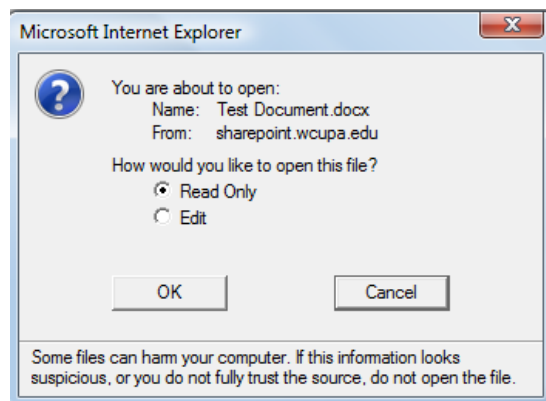 Microsoft Internet Explorer
X
?
You are about to open:
Name: Test Document.docx
From: sharepoint.wcupa.edu
How would you like to open this file?
Read Only
Edit
OK Cancel
Some files can harm your computer. If this information looks
suspicious, or you do not fully trust the source, do not open the file.